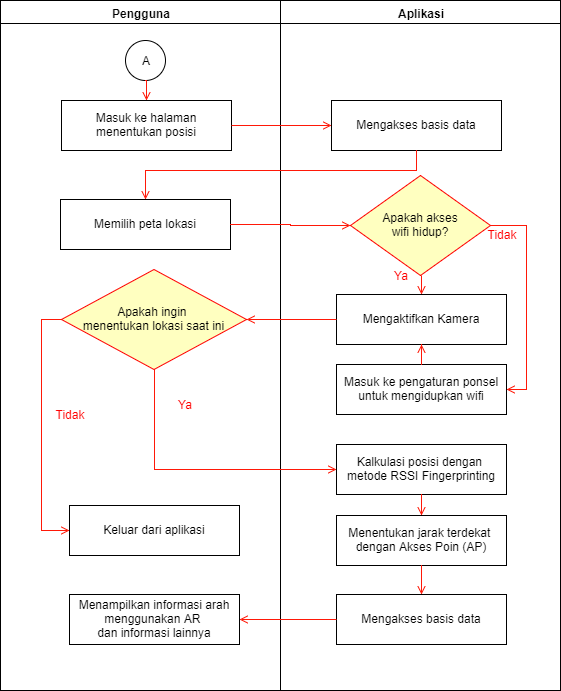 Pengguna
Aplikasi
A
Masuk ke halaman
menentukan posisi
Mengakses basis data
Memilih peta lokasi
Apakah akses
wifi hidup?
Tidak
Ya
Apakah ingin
menentukan lokasi saat ini
Mengaktifkan Kamera
Masuk ke pengaturan ponsel
untuk mengidupkan wifi
Tidak
Ya
Kalkulasi posisi dengan
metode RSSI Fingerprinting
Keluar dari aplikasi
Menentukan jarak terdekat
dengan Akses Poin (AP)
Menampilkan informasi arah
menggunakan AR
dan informasi lainnya
Mengakses basis data